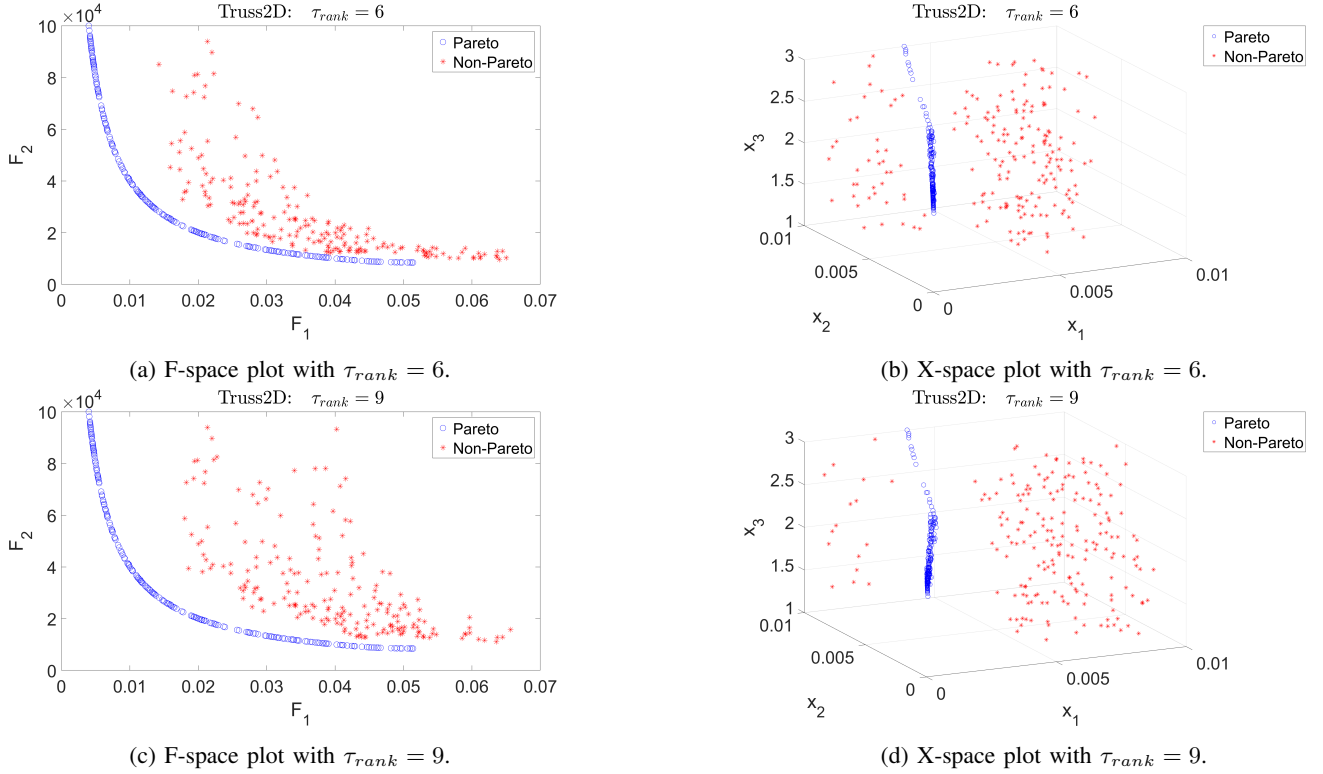 Truss2D: τ_rank = 6
×10^4
10
8
6
4
2
0
F_2
0 0.01 0.02 0.03 0.04 0.05 0.06 0.07
F_1
Pareto
Non-Pareto
(a) F-space plot with τ_rank = 6.
Truss2D: τ_rank = 6
3
2.5
2
1.5
1
x_3
0.01
0.005
0
x_2
0
0.005
0.01
x_1
Pareto
Non-Pareto
(b) X-space plot with τ_rank = 6.
Truss2D: τ_rank = 9
×10^4
10
8
6
4
2
0
F_2
0 0.01 0.02 0.03 0.04 0.05 0.06 0.07
F_1
Pareto
Non-Pareto
(c) F-space plot with τ_rank = 9.
Truss2D: τ_rank = 9
3
2.5
2
1.5
1
x_3
0.01
0.005
0
x_2
0
0.005
0.01
x_1
Pareto
Non-Pareto
(d) X-space plot with τ_rank = 9.